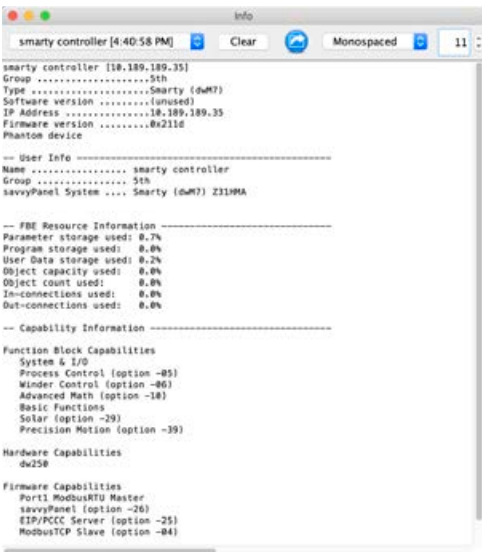 Info
smarty controller [4:40:58 PM] Clear Monospaced 11
smarty controller [10.189.189.35]
Group ....................5th
Type .....................Smarty (dwM7)
Software version .........(unused)
IP Address ...............10.189.189.35
Firmware version .........0x211d
Phantom device
-- User Info ------------------------------------
Name ................ smarty controller
Group ............... 5th
savvyPanel System .... Smarty (dwM7) Z31HMA
-- FBE Resource Information ------------------------
Parameter storage used: 0.7%
Program storage used: 0.0%
User Data storage used: 0.2%
Object capacity used: 0.0%
Object count used: 0.0%
In-connections used: 0.0%
Out-connections used: 0.0%
-- Capability Information --------------------------
Function Block Capabilities
System & I/O
Process Control (option -05)
Winder Control (option -06)
Advanced Math (option -10)
Basic Functions
Solar (option -29)
Precision Motion (option -39)
Hardware Capabilities
dw250
Firmware Capabilities
Port1 ModbusRTU Master
savvyPanel (option -26)
EIP/PCCC Server (option -25)
ModbusTCP Slave (option -04)